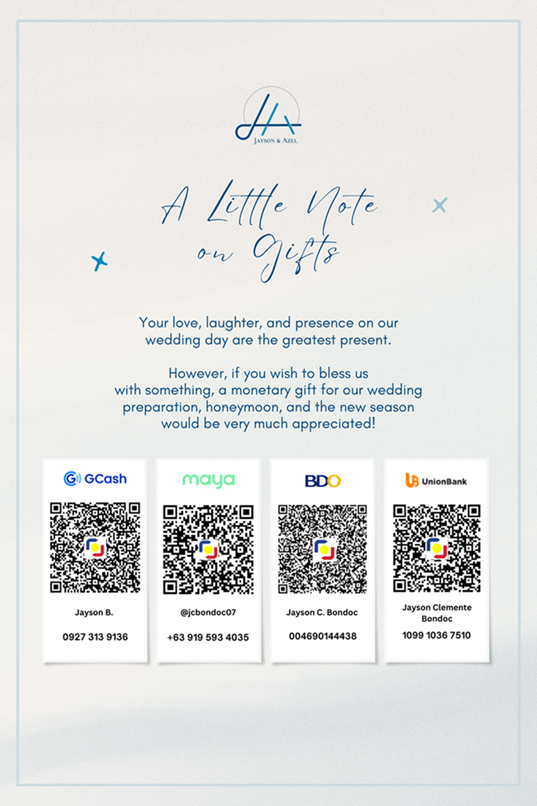 JAYSON & AZEL
A Little Note
on Gifts
Your love, laughter, and presence on our
wedding day are the greatest present.
However, if you wish to bless us
with something, a monetary gift for our wedding
preparation, honeymoon, and the new season
would be very much appreciated!
GCash
Jayson B.
0927 313 9136
maya
@jcbondoc07
+63 919 593 4035
BDO
Jayson C. Bondoc
004690144438
UB UnionBank
Jayson Clemente
Bondoc
1099 1036 7510